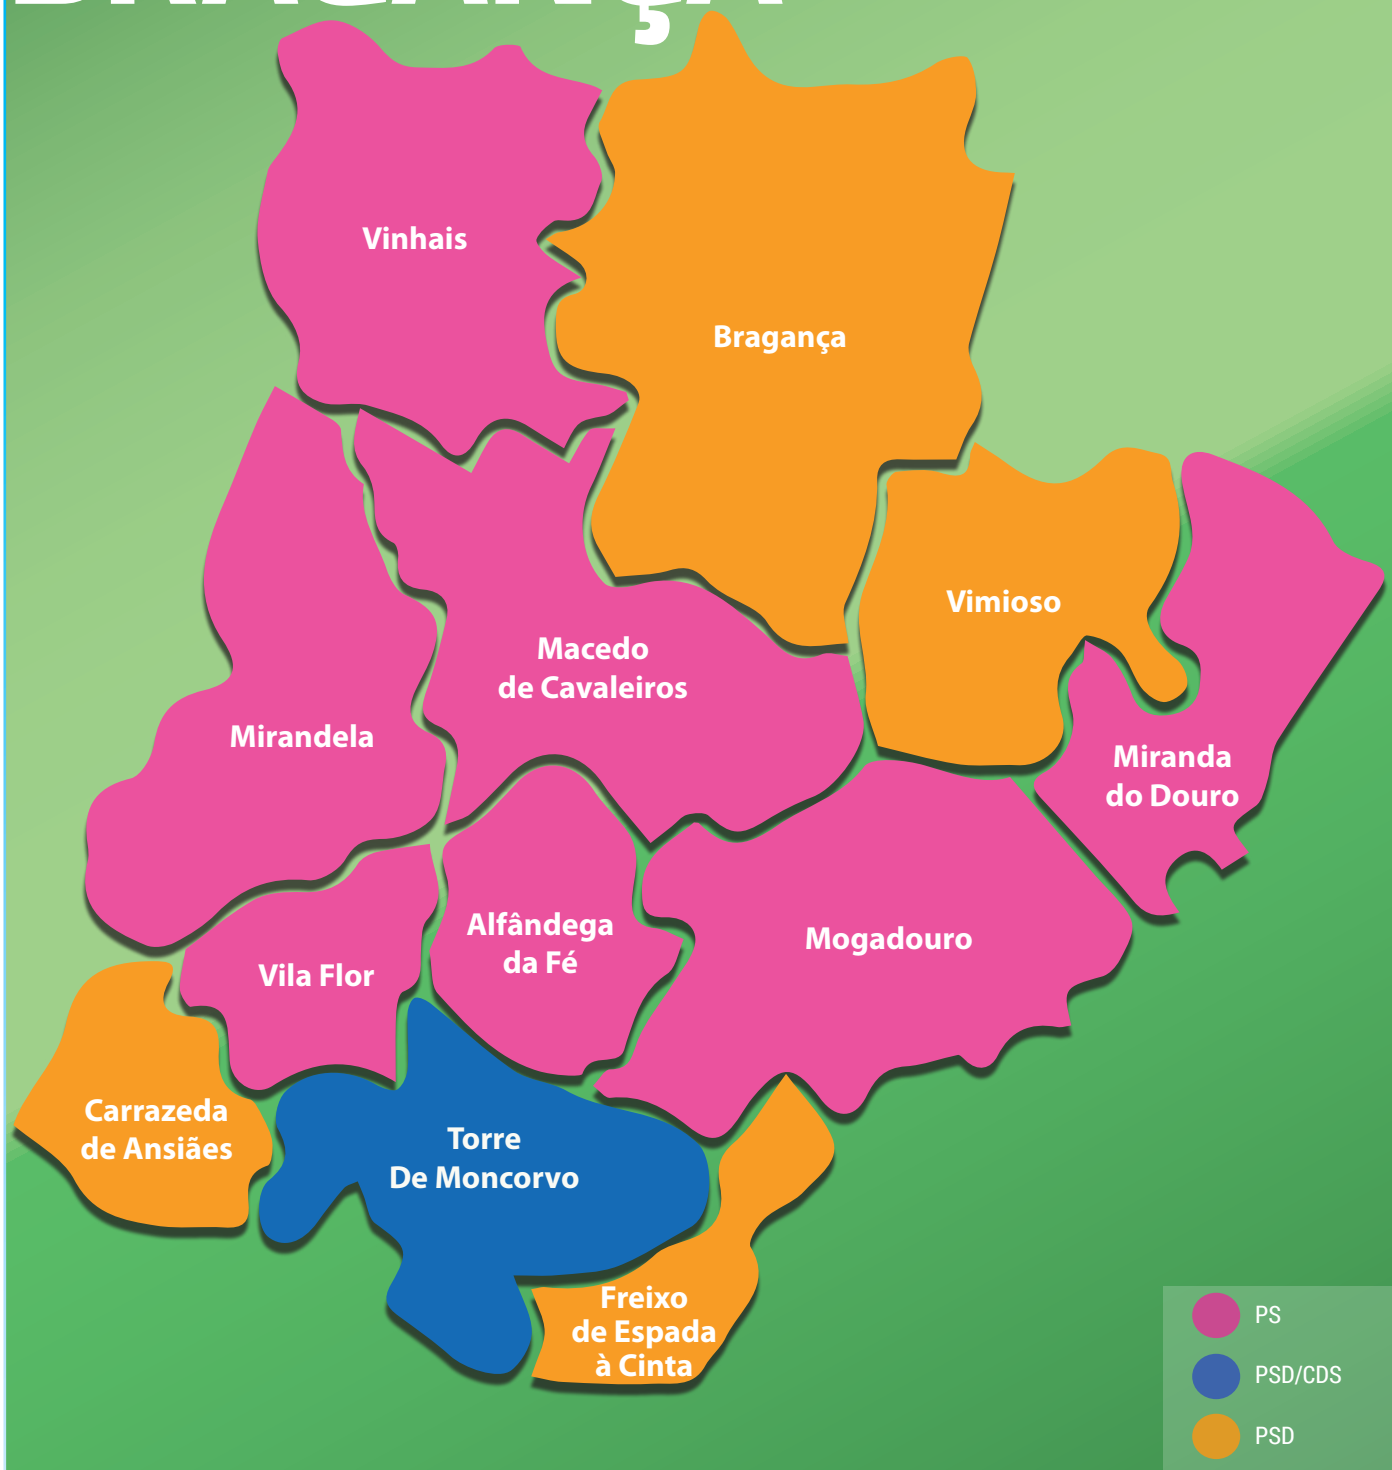 BRAGANÇA
Vinhais
Bragança
Vimioso
Macedo
de Cavaleiros
Mirandela
Miranda
do Douro
Alfândega
da Fé
Mogadouro
Vila Flor
Carrazeda
de Ansiães
Torre
De Moncorvo
Freixo
de Espada
à Cinta
PS
PSD/CDS
PSD